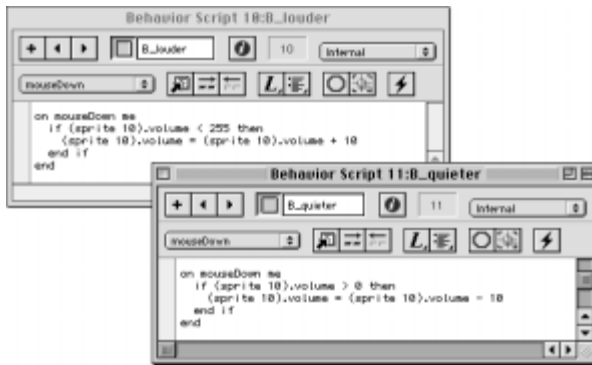 Behavior Script 10:B_louder
B_louder
10
Internal
mouseDown
L
on mouseDown me
if (sprite 10).volume < 255 then
(sprite 10).volume = (sprite 10).volume + 10
end if
end
Behavior Script 11:B_quieter
B_quieter
11
Internal
mouseDown
L
on mouseDown me
if (sprite 10).volume > 0 then
(sprite 10).volume = (sprite 10).volume - 10
end if
end